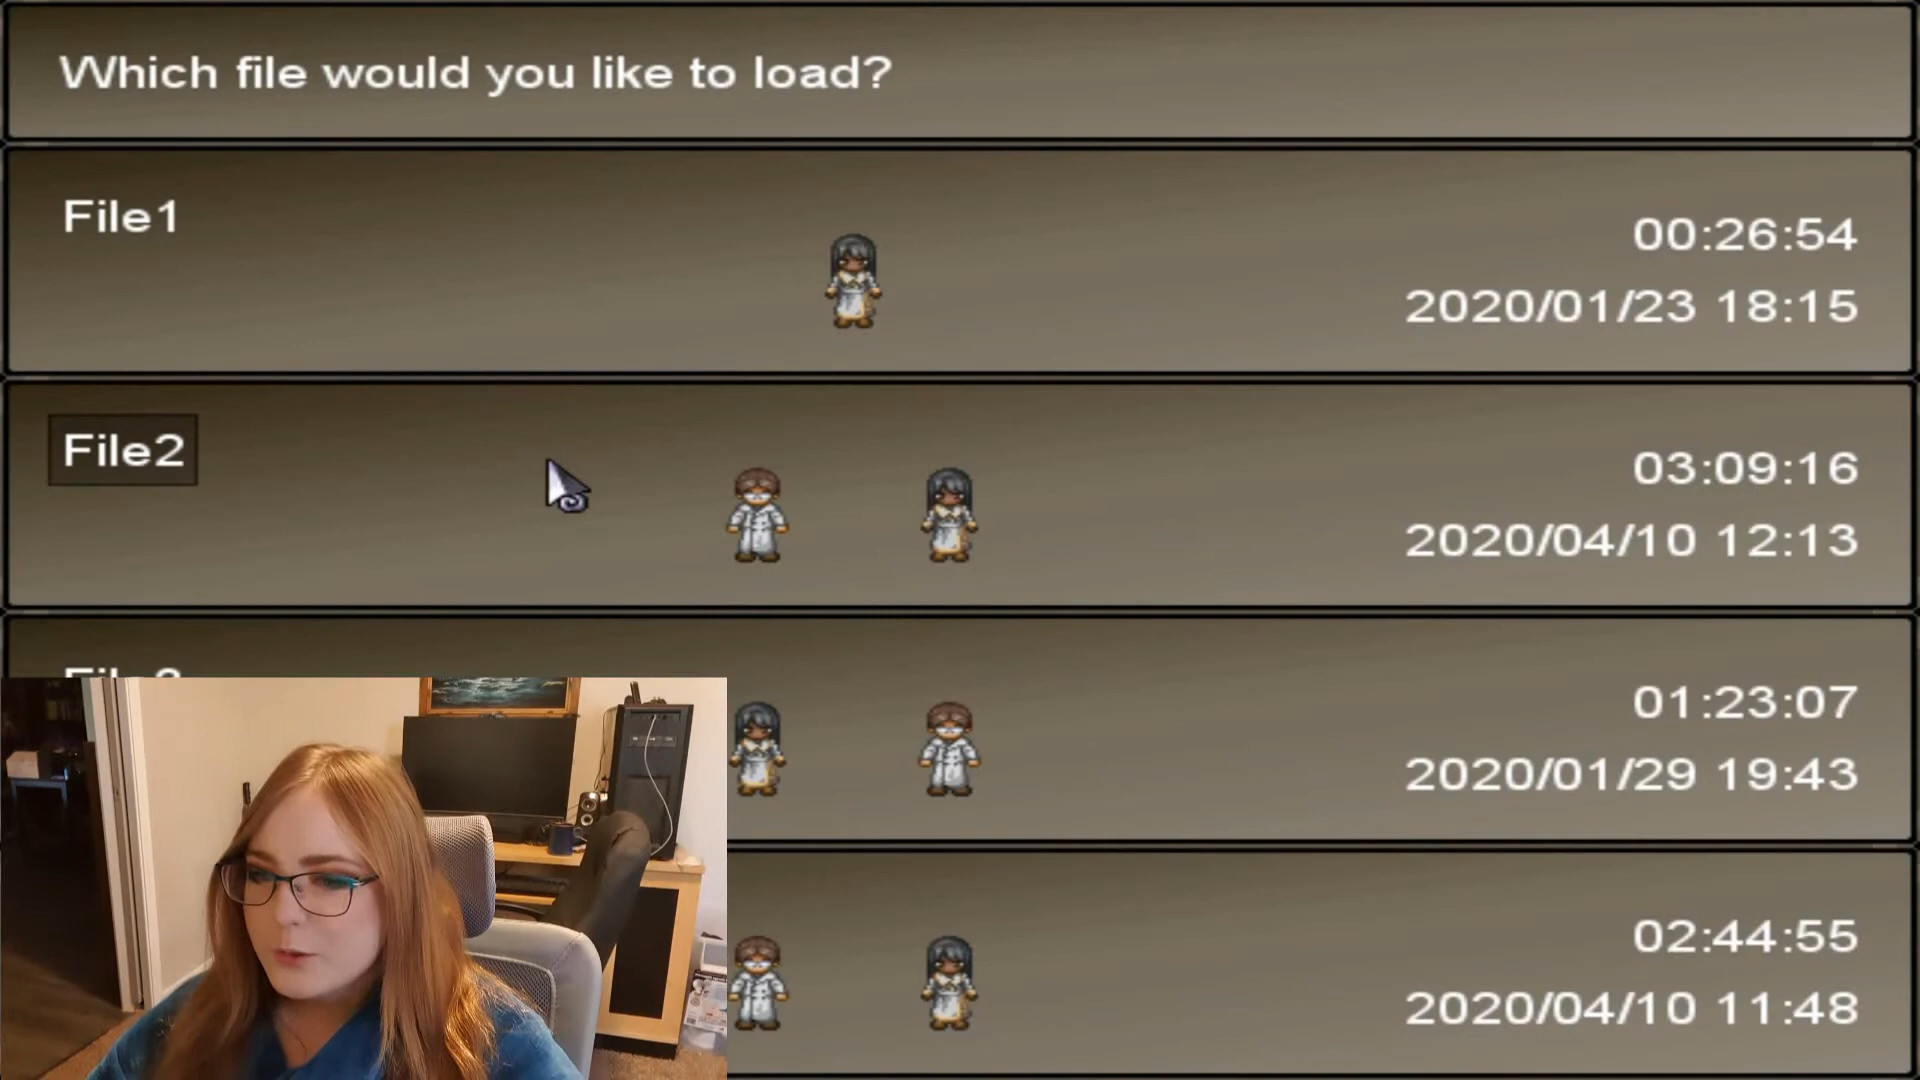 Which file would you like to load?
File1
00:26:54
2020/01/23 18:15
File2
03:09:16
2020/04/10 12:13
01:23:07
2020/01/29 19:43
02:44:55
2020/04/10 11:48